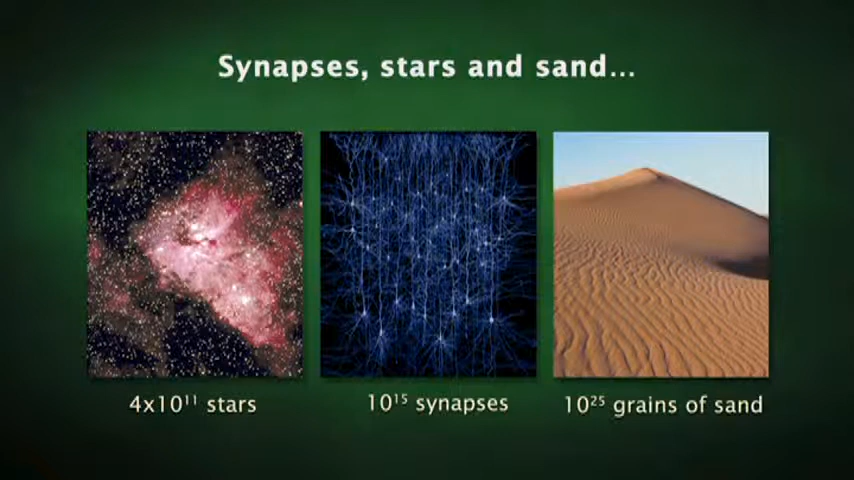 Synapses, stars and sand...
4x10¹¹ stars
10¹⁵ synapses
10²⁵ grains of sand